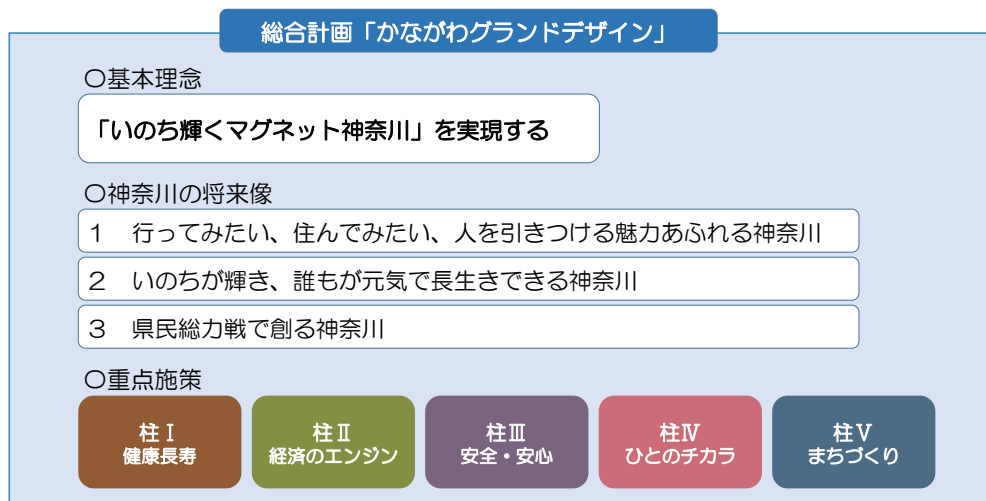 総合計画「かながわグランドデザイン」
〇基本理念
「いのち輝くマグネット神奈川」を実現する
〇神奈川の将来像
１　行ってみたい、住んでみたい、人を引きつける魅力あふれる神奈川
２　いのちが輝き、誰もが元気で長生きできる神奈川
３　県民総力戦で創る神奈川
〇重点施策
柱Ⅰ
健康長寿
柱Ⅱ
経済のエンジン
柱Ⅲ
安全・安心
柱Ⅳ
ひとのチカラ
柱Ⅴ
まちづくり